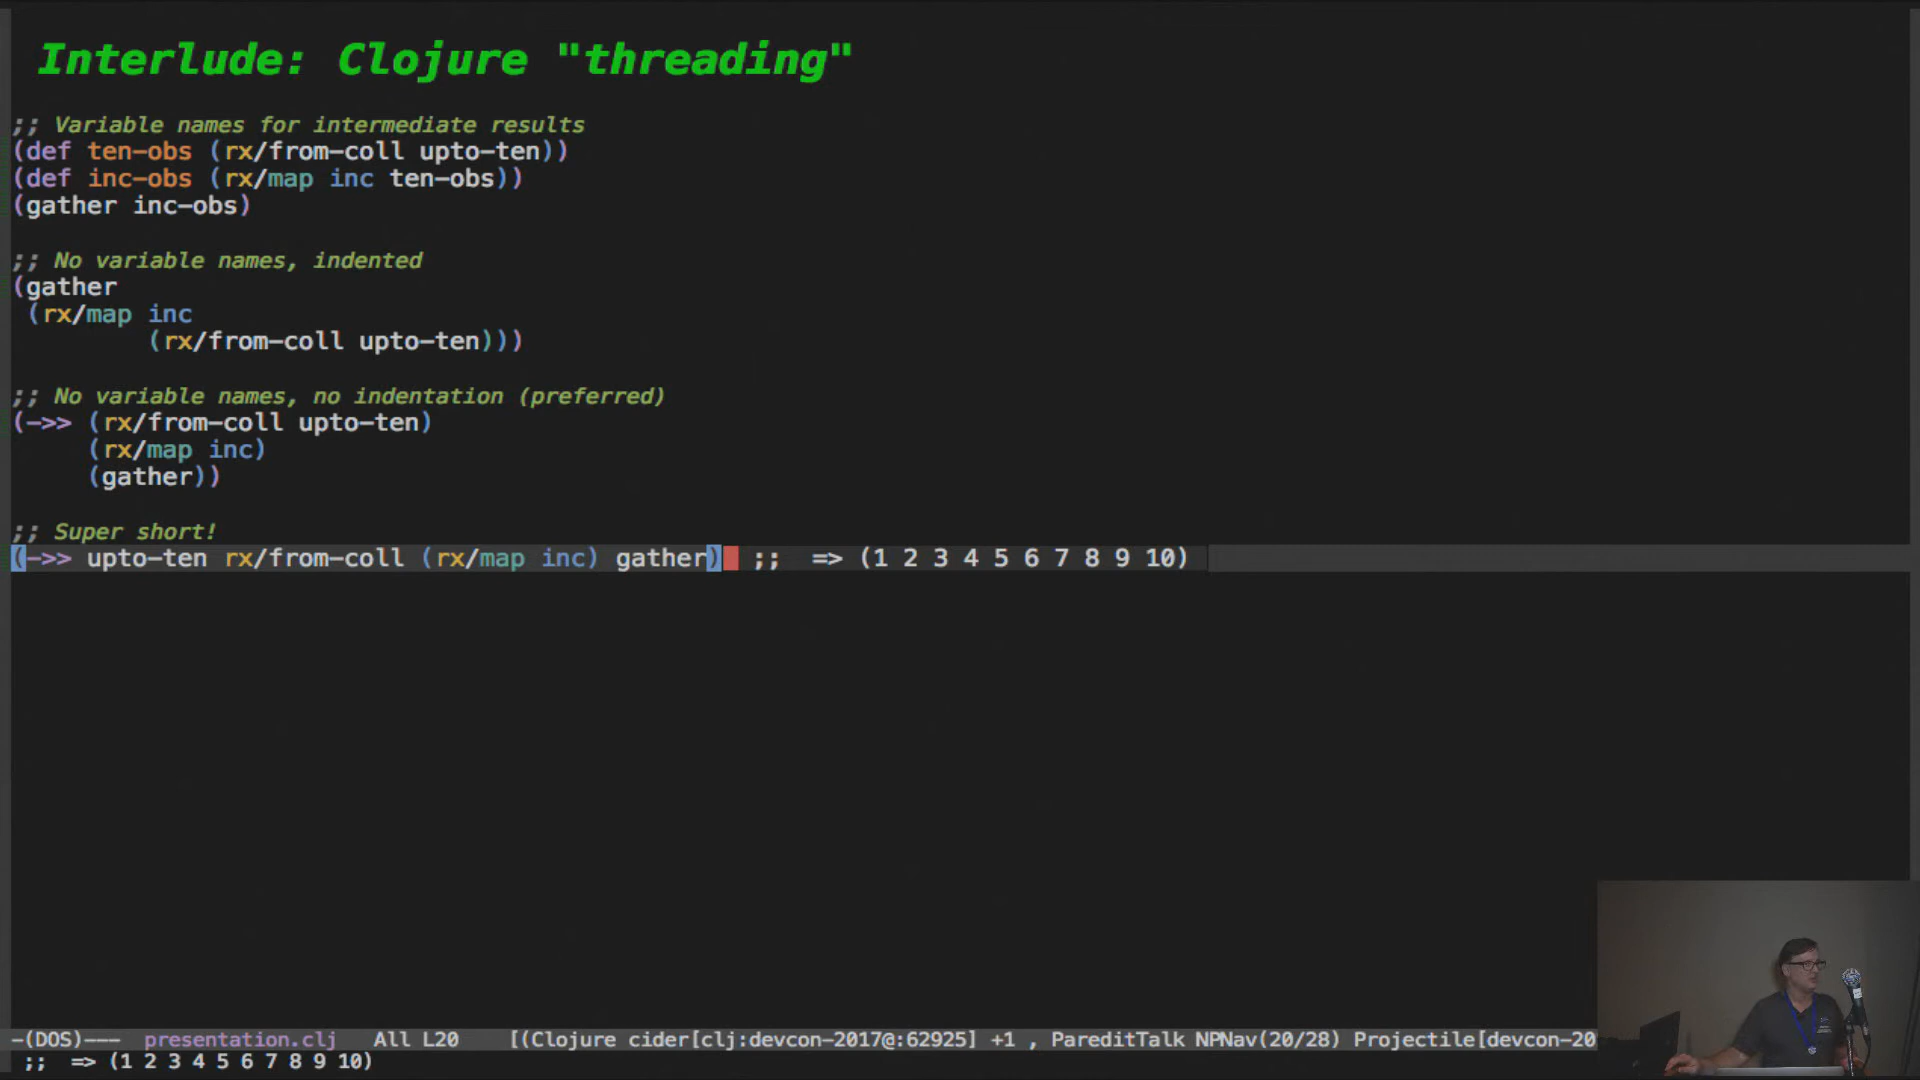 Interlude: Clojure "threading"
;; Variable names for intermediate results
(def ten-obs (rx/from-coll upto-ten))
(def inc-obs (rx/map inc ten-obs))
(gather inc-obs)
;; No variable names, indented
(gather
(rx/map inc
(rx/from-coll upto-ten)))
;; No variable names, no indentation (preferred)
(->> (rx/from-coll upto-ten)
(rx/map inc)
(gather))
;; Super short!
(->> upto-ten rx/from-coll (rx/map inc) gather) ;; => (1 2 3 4 5 6 7 8 9 10)
-(DOS)--- presentation.clj All L20 [(Clojure cider[clj:devcon-2017@:62925] +1 , PareditTalk NPNav(20/28) Projectile[devcon-20
;; => (1 2 3 4 5 6 7 8 9 10)